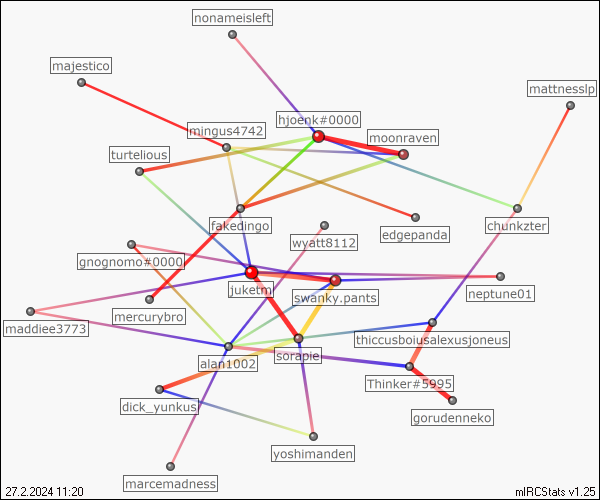 nonameisleft
majestico
mattnesslp
hjoenk#0000
mingus4742
moonraven
turtelious
fakedingo
edgepanda
chunkzter
wyatt8112
gnognomo#0000
juketm
swanky.pants
neptune01
mercurybro
maddiee3773
thiccusboiusalexusjoneus
alan1002
sorapie
Thinker#5995
dick_yunkus
gorudenneko
yoshimanden
marcemadness
27.2.2024 11:20
mIRCStats v1.25